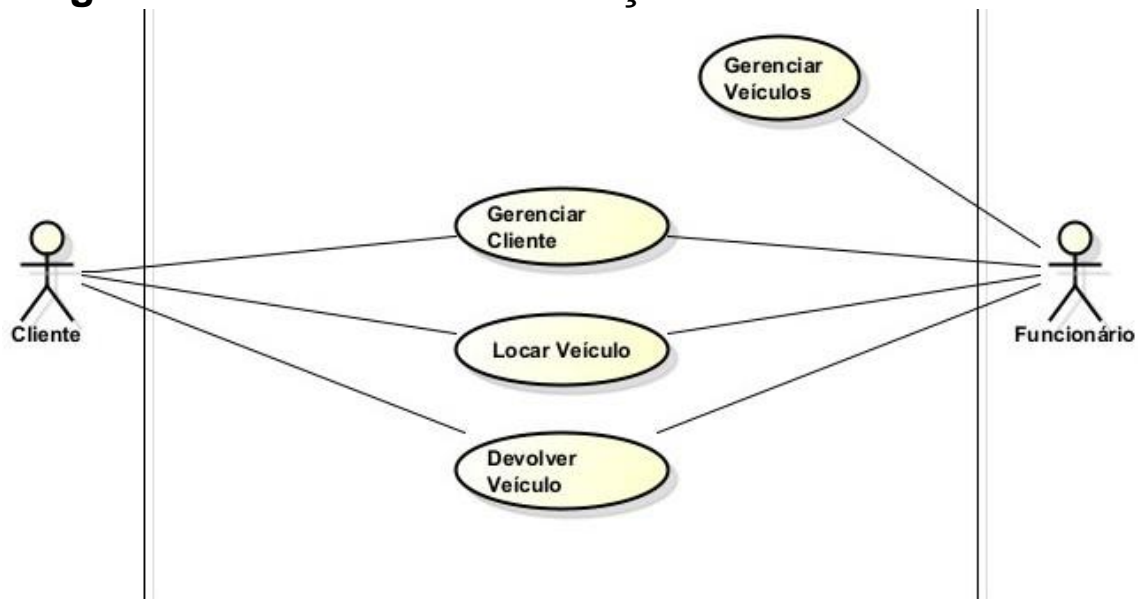 Gerenciar
Veículos
Gerenciar
Cliente
Cliente
Funcionário
Locar Veículo
Devolver
Veículo